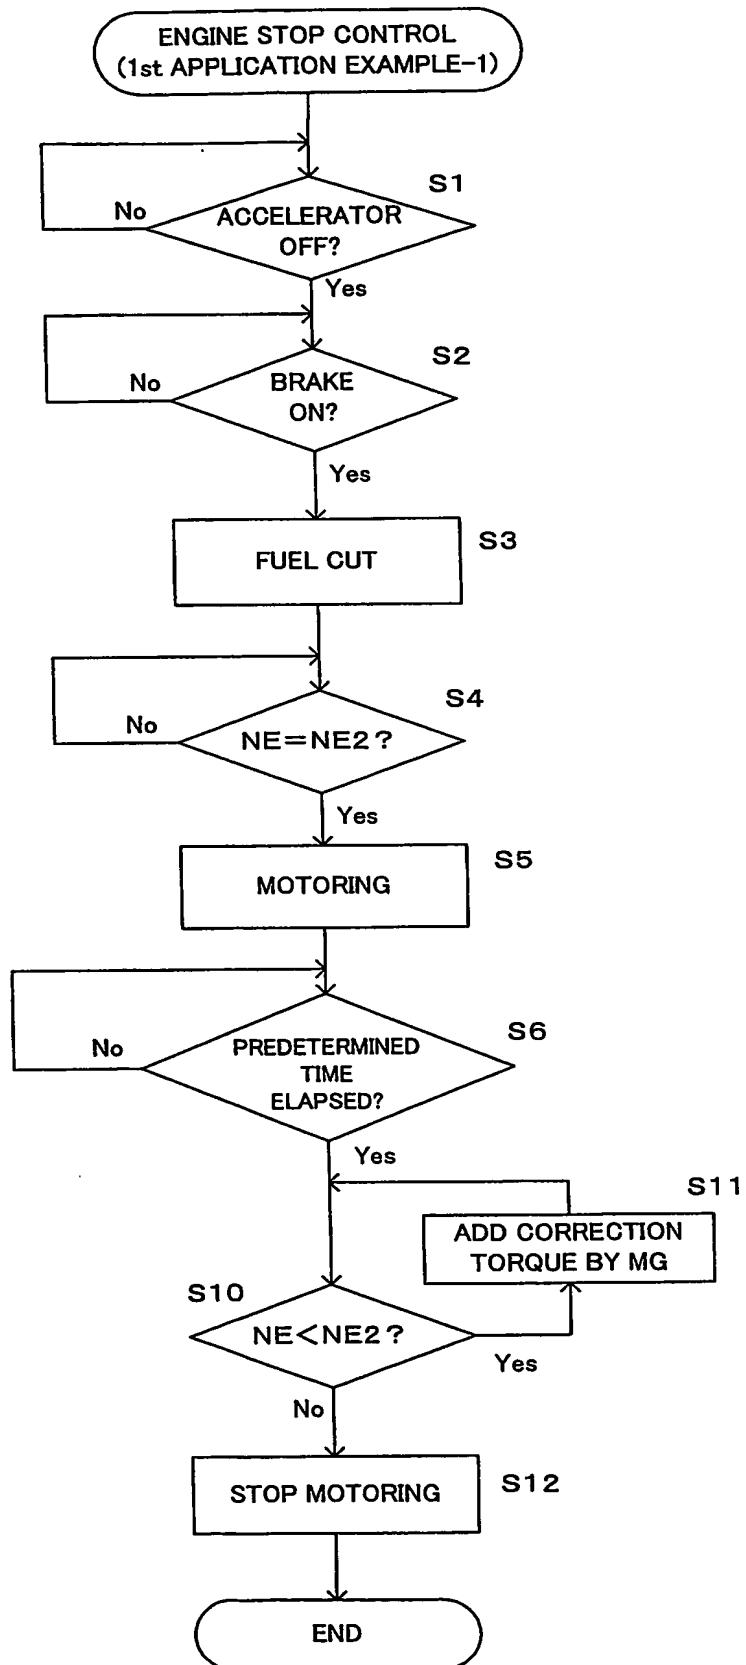 ENGINE STOP CONTROL
(1st APPLICATION EXAMPLE-1)
S1
No
ACCELERATOR
OFF?
Yes
S2
No
BRAKE
ON?
Yes
S3
FUEL CUT
S4
No
NE=NE2?
Yes
S5
MOTORING
S6
No
PREDETERMINED
TIME
ELAPSED?
Yes
S11
ADD CORRECTION
TORQUE BY MG
S10
NE<NE2?
Yes
No
S12
STOP MOTORING
END